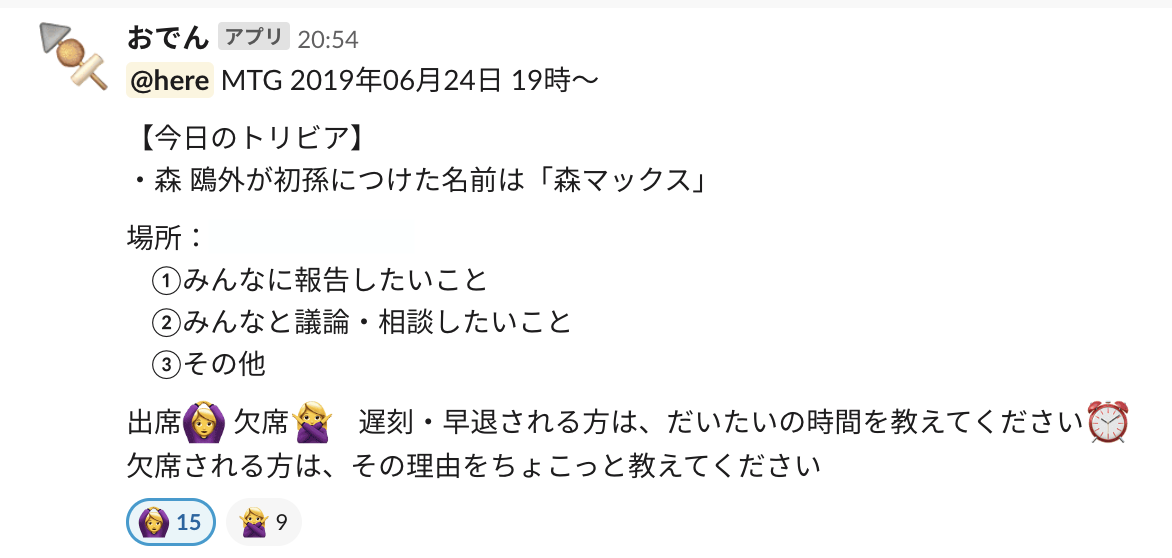 おでん アプリ 20:54
@here MTG 2019年06月24日 19時〜
【今日のトリビア】
・森 鴎外が初孫につけた名前は「森マックス」
場所：
①みんなに報告したいこと
②みんなと議論・相談したいこと
③その他
出席🙆‍♀️ 欠席🙅‍♀️ 遅刻・早退される方は、だいたいの時間を教えてください⏰
欠席される方は、その理由をちょこっと教えてください
🙆‍♀️ 15 🙅‍♀️ 9